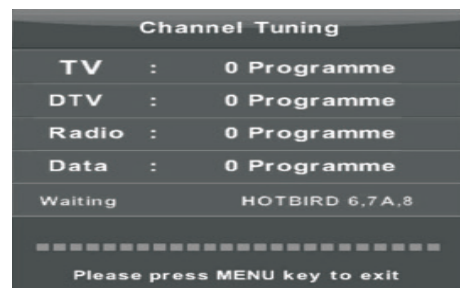 Channel Tuning
TV : 0 Programme
DTV : 0 Programme
Radio : 0 Programme
Data : 0 Programme
Waiting HOTBIRD 6,7A,8
Please press MENU key to exit